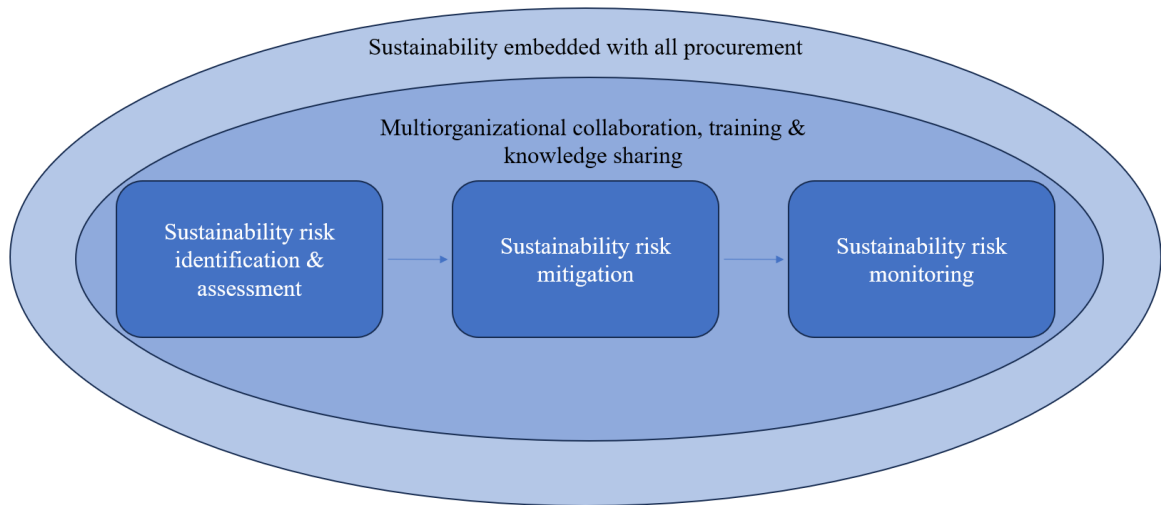 Sustainability embedded with all procurement
Multiorganizational collaboration, training &
knowledge sharing
Sustainability risk
identification &
assessment
Sustainability risk
mitigation
Sustainability risk
monitoring